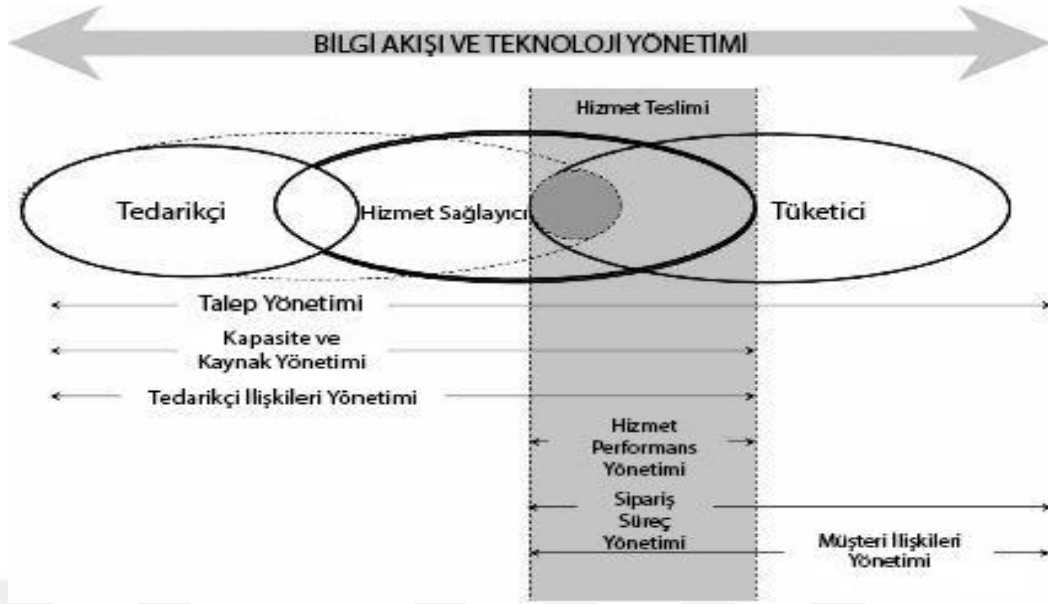 BİLGİ AKIŞI VE TEKNOLOJİ YÖNETİMİ
Hizmet Teslimi
Tedarikçi
Hizmet Sağlayıcı
Tüketici
Talep Yönetimi
Kapasite ve
Kaynak Yönetimi
Tedarikçi İlişkileri Yönetimi
Hizmet
Performans
Yönetimi
Sipariş
Süreç
Yönetimi
Müşteri İlişkileri
Yönetimi